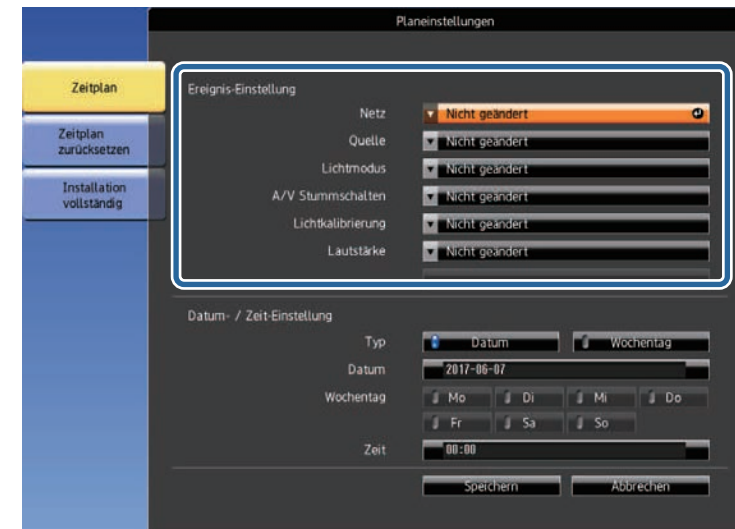 Planeinstellungen
Zeitplan
Zeitplan
zurücksetzen
Installation
vollständig
Ereignis-Einstellung
Netz Nicht geändert
Quelle Nicht geändert
Lichtmodus Nicht geändert
A/V Stummschalten Nicht geändert
Lichtkalibrierung Nicht geändert
Lautstärke Nicht geändert
Datum- / Zeit-Einstellung
Typ Datum Wochentag
Datum 2017-06-07
Wochentag Mo Di Mi Do
Fr Sa So
Zeit 00:00
Speichern Abbrechen